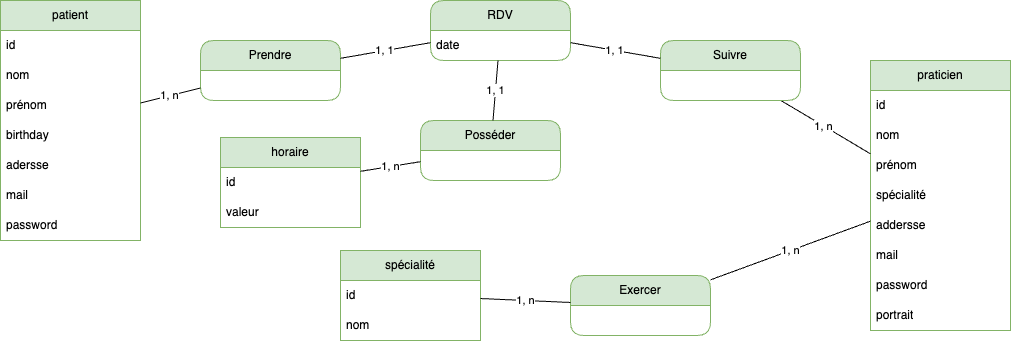 patient
id
nom
prénom
birthday
adersse
mail
password
1, n
Prendre
1, 1
RDV
date
1, 1
Suivre
1, n
1, 1
Posséder
1, n
horaire
id
valeur
praticien
id
nom
prénom
spécialité
addersse
mail
password
portrait
1, n
Exercer
1, n
spécialité
id
nom